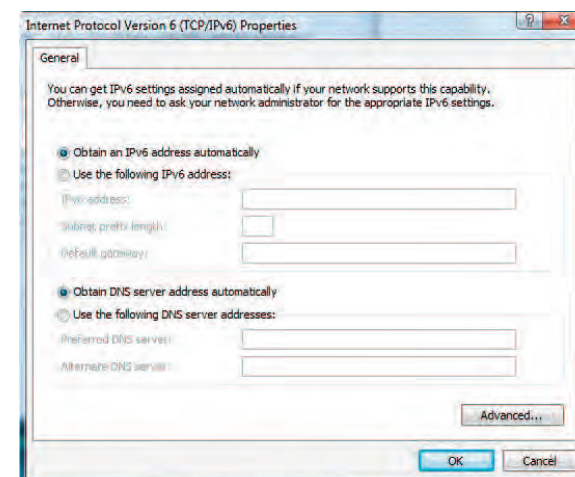 Internet Protocol Version 6 (TCP/IPv6) Properties
General
You can get IPv6 settings assigned automatically if your network supports this capability.
Otherwise, you need to ask your network administrator for the appropriate IPv6 settings.
Obtain an IPv6 address automatically
Use the following IPv6 address:
IPv6 address:
Subnet prefix length:
Default gateway:
Obtain DNS server address automatically
Use the following DNS server addresses:
Preferred DNS server:
Alternate DNS server:
Advanced...
OK
Cancel